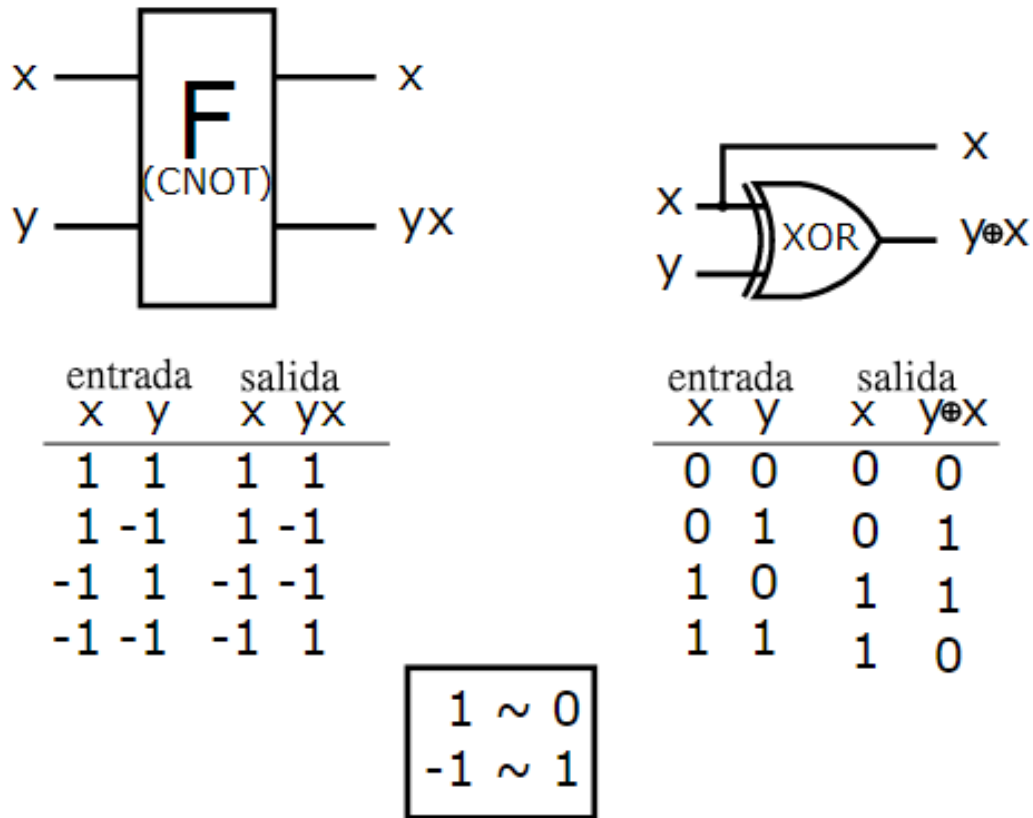 x F x
(CNOT)
y yx
x
x XOR y⊕x
y
entrada salida
x y x yx
1 1 1 1
1 -1 1 -1
-1 1 -1 -1
-1 -1 -1 1
entrada salida
x y x y⊕x
0 0 0 0
0 1 0 1
1 0 1 1
1 1 1 0
1 ~ 0
-1 ~ 1